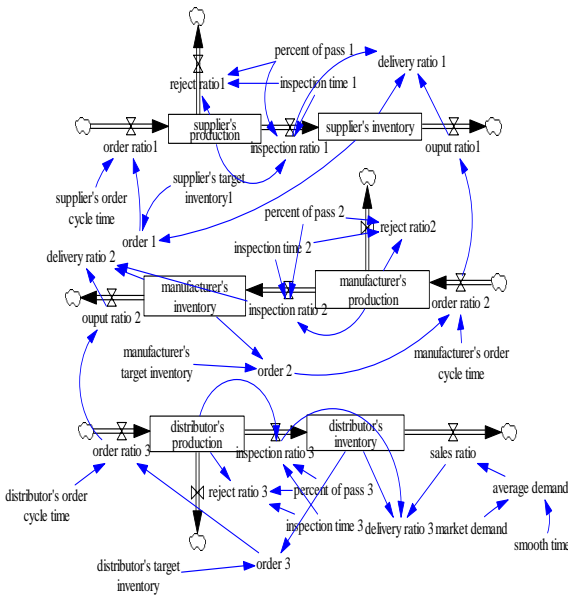 percent of pass 1
delivery ratio 1
reject ratio1
inspection time 1
supplier's
production
supplier's inventory
order ratio1
inspection ratio 1
ouput ratio1
supplier's order
cycle time
supplier's target
inventory1
order 1
percent of pass 2
reject ratio2
delivery ratio 2
inspection time 2
manufacturer's
inventory
manufacturer's
production
ouput ratio 2
inspection ratio 2
order ratio 2
manufacturer's
target inventory
order 2
manufacturer's order
cycle time
distributor's
production
distributor's
inventory
order ratio 3
inspection ratio 3
sales ratio
distributor's order
cycle time
reject ratio 3
percent of pass 3
average demand
inspection time 3
delivery ratio 3
market demand
smooth time
distributor's target
inventory
order 3